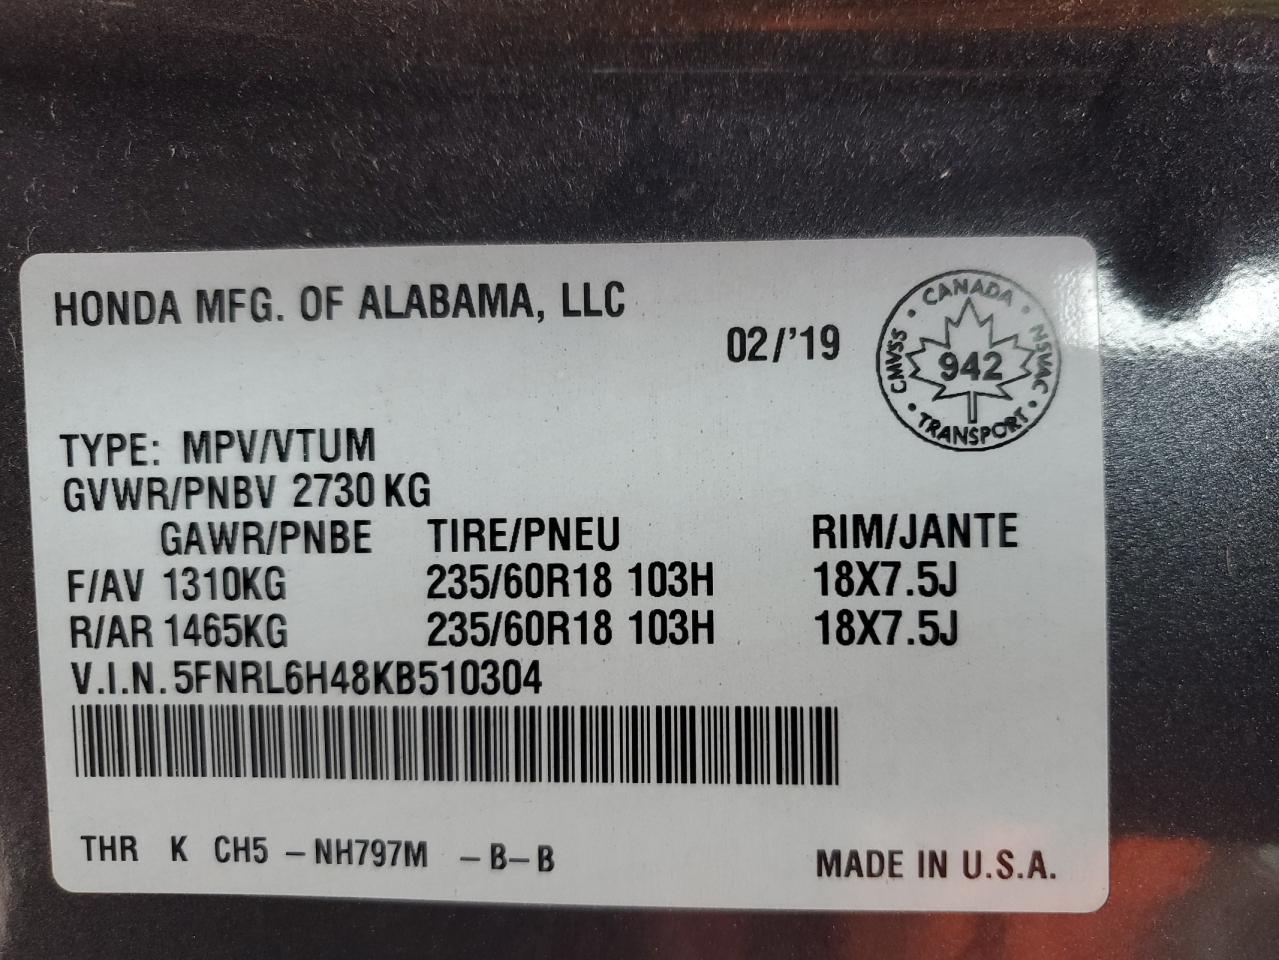 HONDA MFG. OF ALABAMA, LLC
02/'19
CANADA
CMVSS
942
NSVAC
TRANSPORT
TYPE: MPV/VTUM
GVWR/PNBV 2730 KG
GAWR/PNBE TIRE/PNEU RIM/JANTE
F/AV 1310KG 235/60R18 103H 18X7.5J
R/AR 1465KG 235/60R18 103H 18X7.5J
V.I.N. 5FNRL6H48KB510304
THR K CH5 – NH797M – B – B
MADE IN U.S.A.